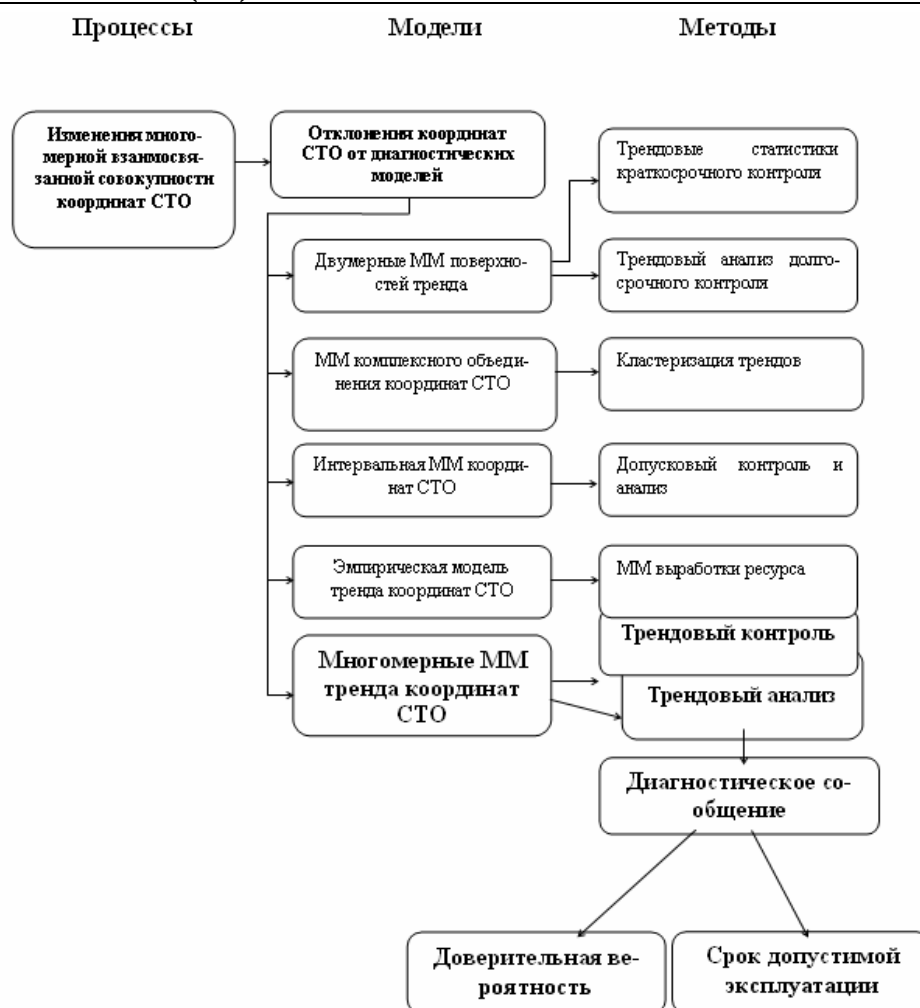 Процессы Модели Методы
Изменения много-
мерной взаимосвя-
занной совокупности
координат СТО
Отклонения координат
СТО от диагностических
моделей
Трендовые статистики
краткосрочного контроля
Двумерные ММ поверхно-
стей тренда
Трендовый анализ долго-
срочного контроля
ММ комплексного объеди-
нения координат СТО
Кластеризация трендов
Интервальная ММ коорди-
нат СТО
Допусковый контроль и
анализ
Эмпирическая модель
тренда координат СТО
ММ выработки ресурса
Многомерные ММ
тренда координат
СТО
Трендовый контроль
Трендовый анализ
Диагностическое со-
общение
Доверительная ве-
роятность
Срок допустимой
эксплуатации